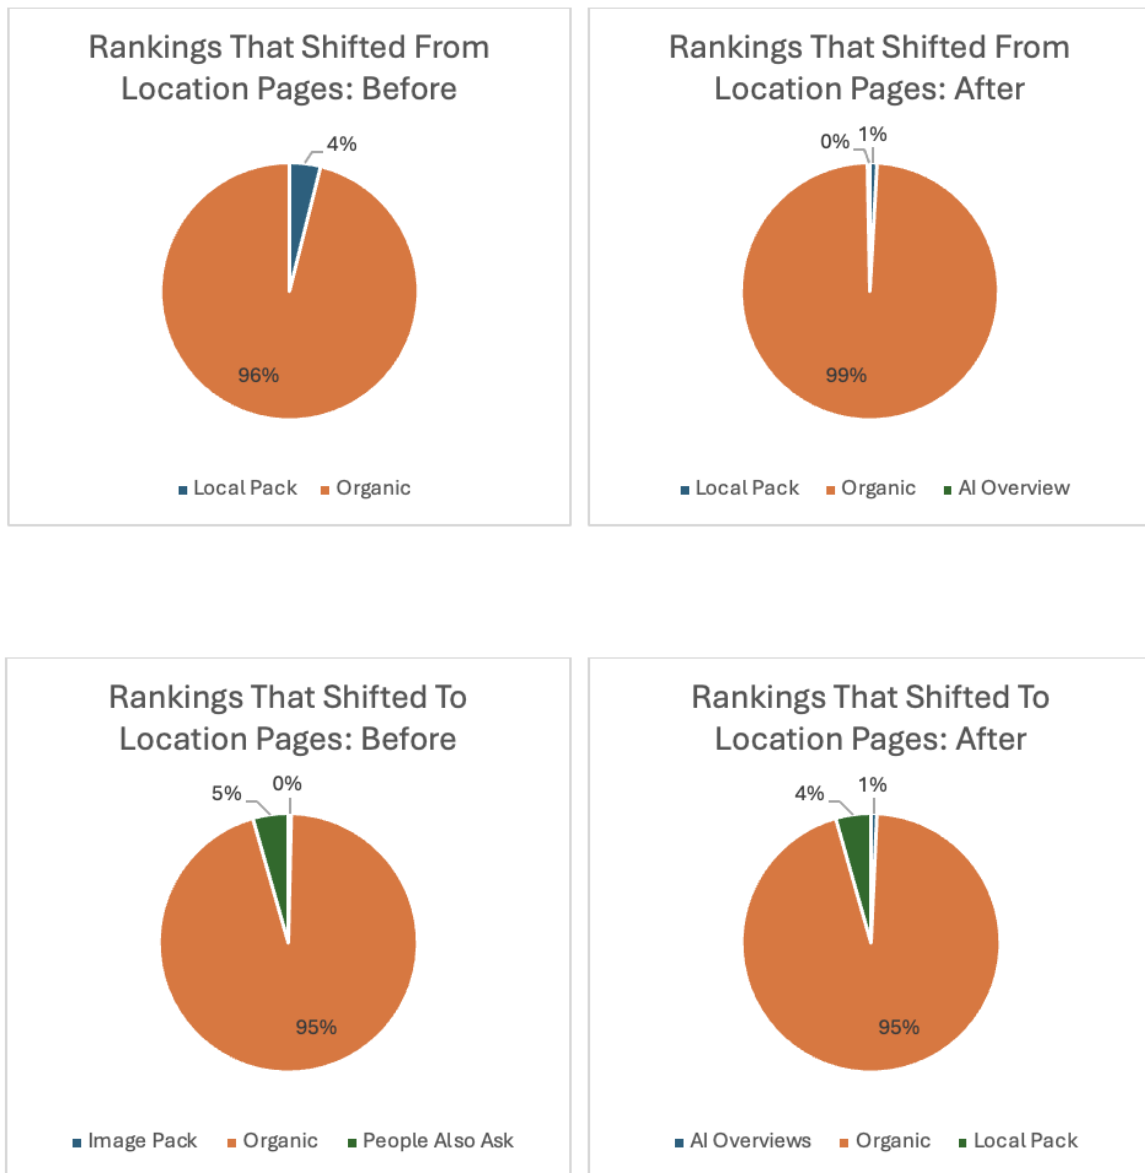 Rankings That Shifted From
Location Pages: Before
4%
96%
Local Pack Organic
Rankings That Shifted From
Location Pages: After
0% 1%
99%
Local Pack Organic AI Overview
Rankings That Shifted To
Location Pages: Before
5% 0%
95%
Image Pack Organic People Also Ask
Rankings That Shifted To
Location Pages: After
4% 1%
95%
AI Overviews Organic Local Pack